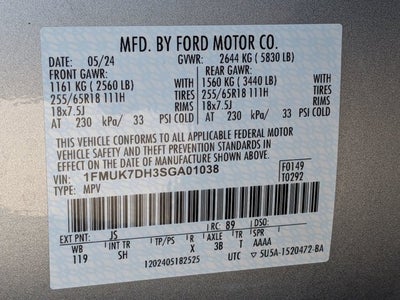 MFD. BY FORD MOTOR CO.
DATE: 05/24 GVWR: 2644 KG ( 5830 LB)
FRONT GAWR: REAR GAWR:
1161 KG ( 2560 LB) WITH 1560 KG ( 3440 LB) WITH
255/65R18 111H TIRES 255/65R18 111H TIRES
18x7.5J RIMS 18x7.5J RIMS
AT 230 kPa/ 33 PSI COLD AT 230 kPa/ 33 PSI COLD
THIS VEHICLE CONFORMS TO ALL APPLICABLE FEDERAL MOTOR
VEHICLE SAFETY AND THEFT PREVENTION STANDARDS IN EFFECT
ON THE DATE OF MANUFACTURE SHOWN ABOVE.
VIN: 1FMUK7DH3SGA01038 F0149
TYPE: MPV T0292
EXT PNT: JS RC: 89 DSO:
WB INT TR TP/PS R AXLE TR SPR
119 SH X 3B T AAAA
1202405182525 UTC 5U5A-1520472-BA